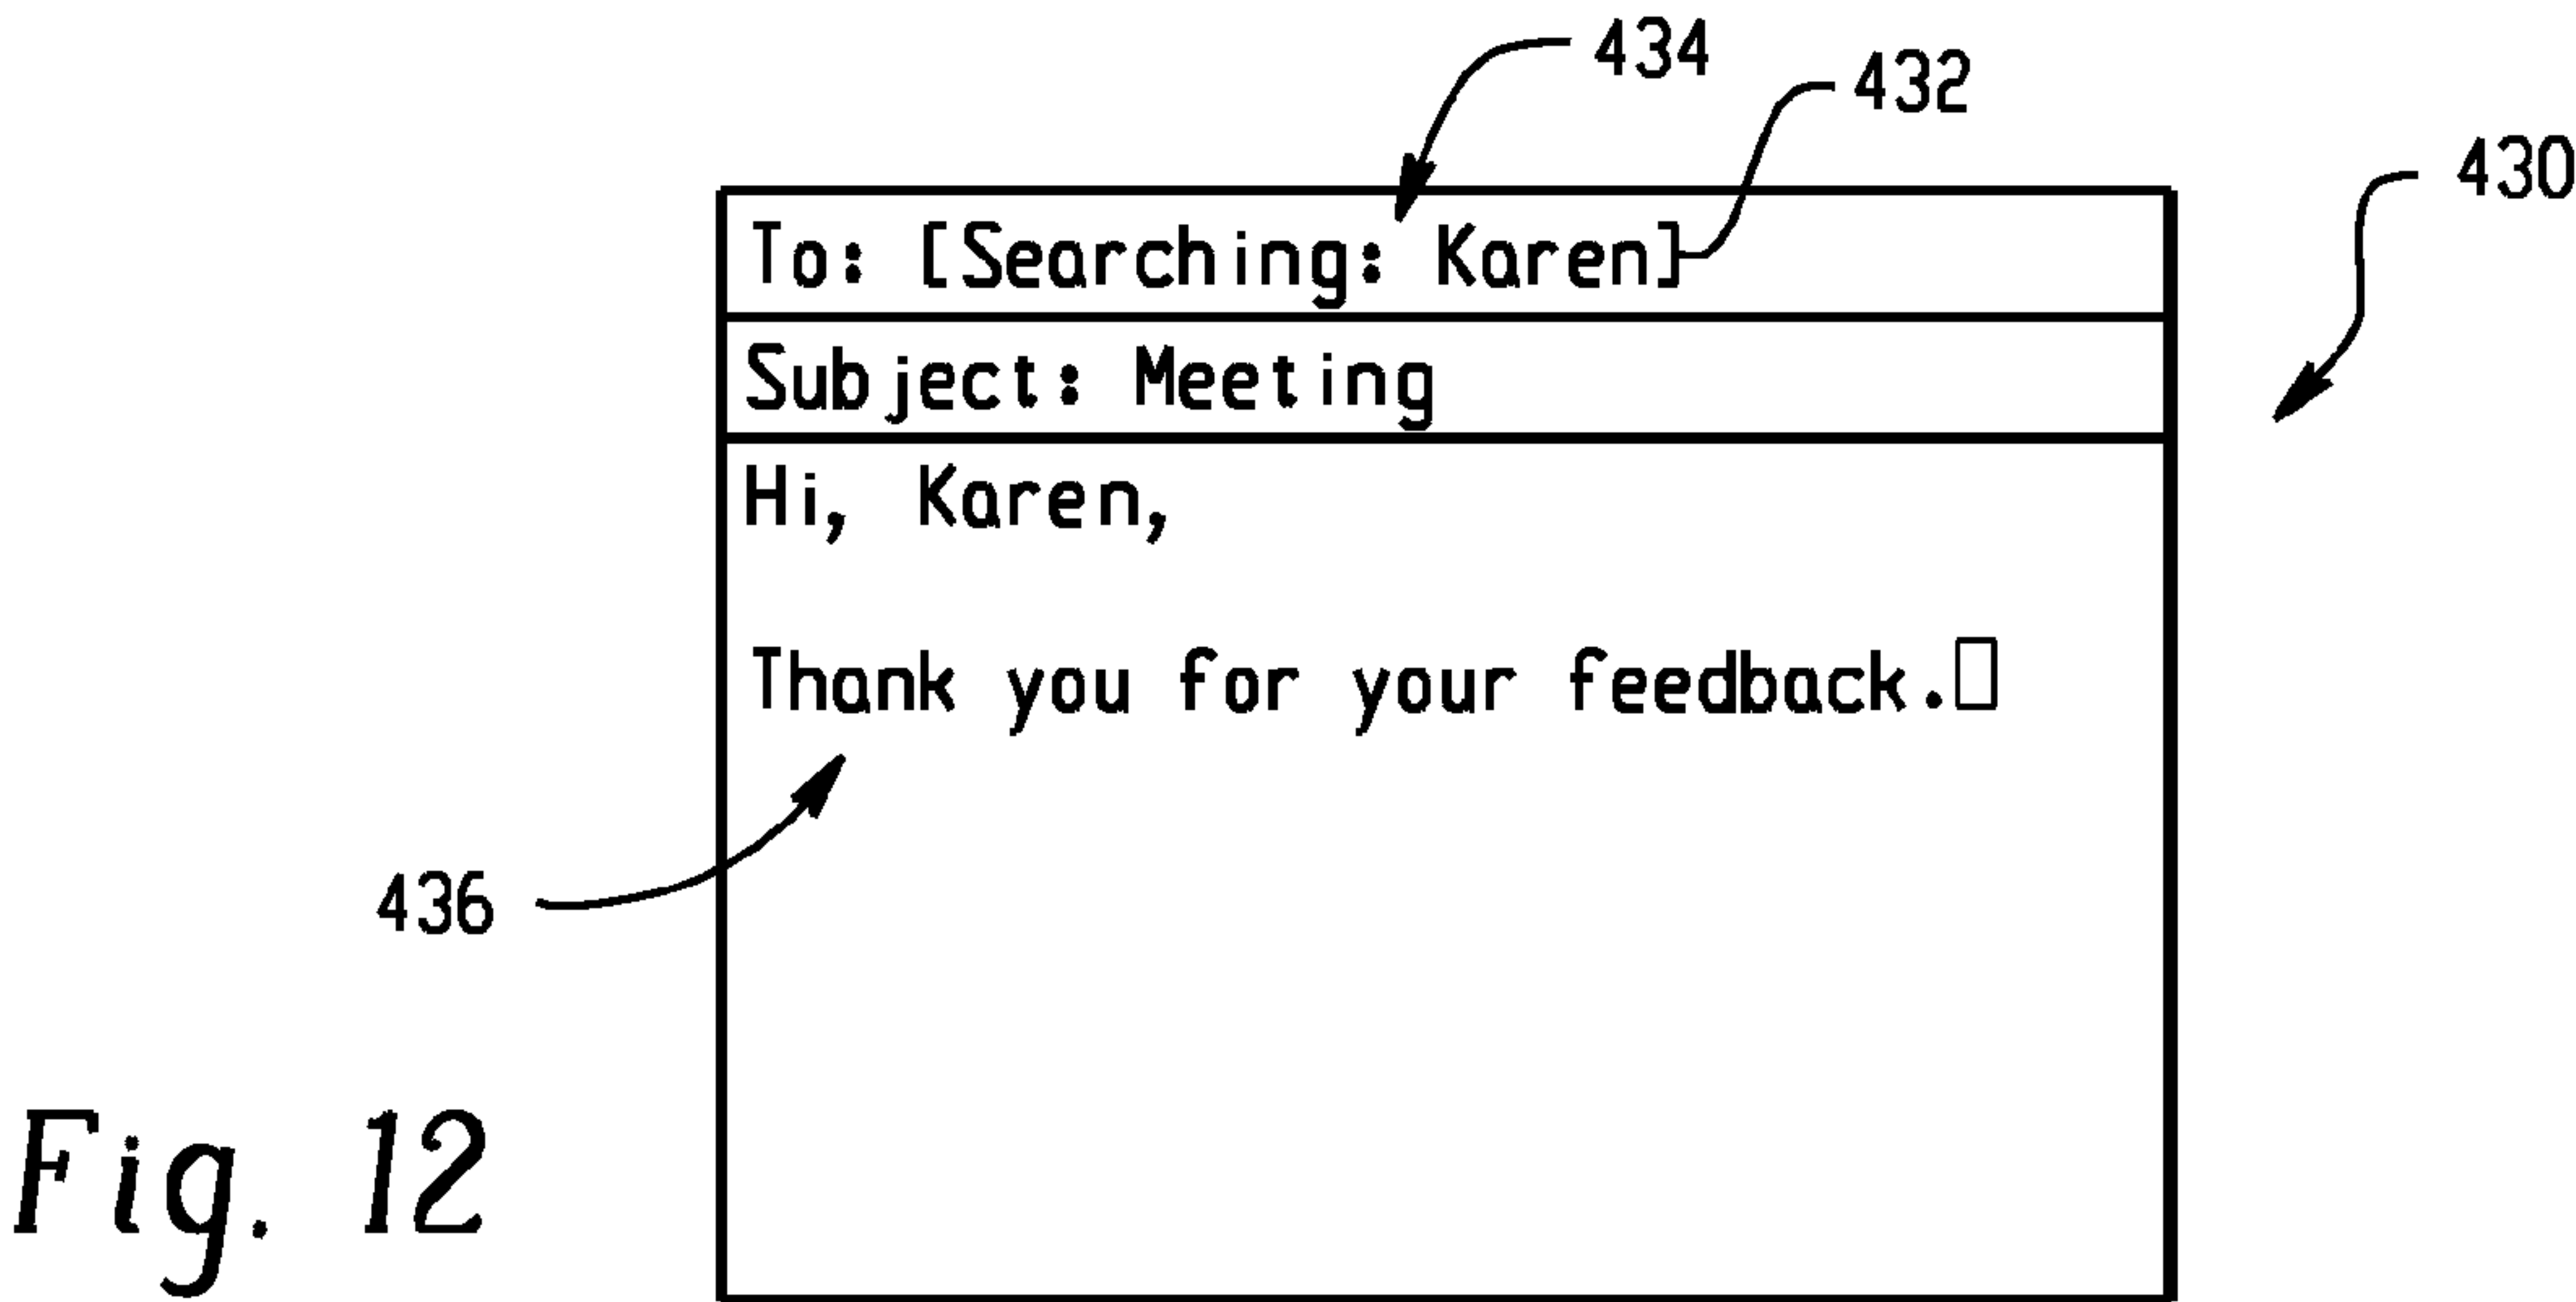 434
432
430
To: [Searching: Karen]
Subject: Meeting
Hi, Karen,
Thank you for your feedback.
436
Fig. 12